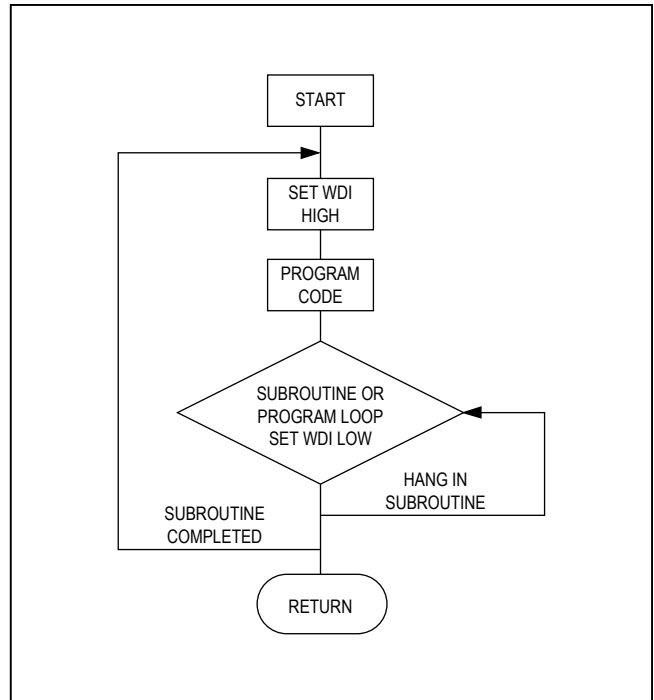 START
SET WDI
HIGH
PROGRAM
CODE
SUBROUTINE OR
PROGRAM LOOP
SET WDI LOW
HANG IN
SUBROUTINE
SUBROUTINE
COMPLETED
RETURN